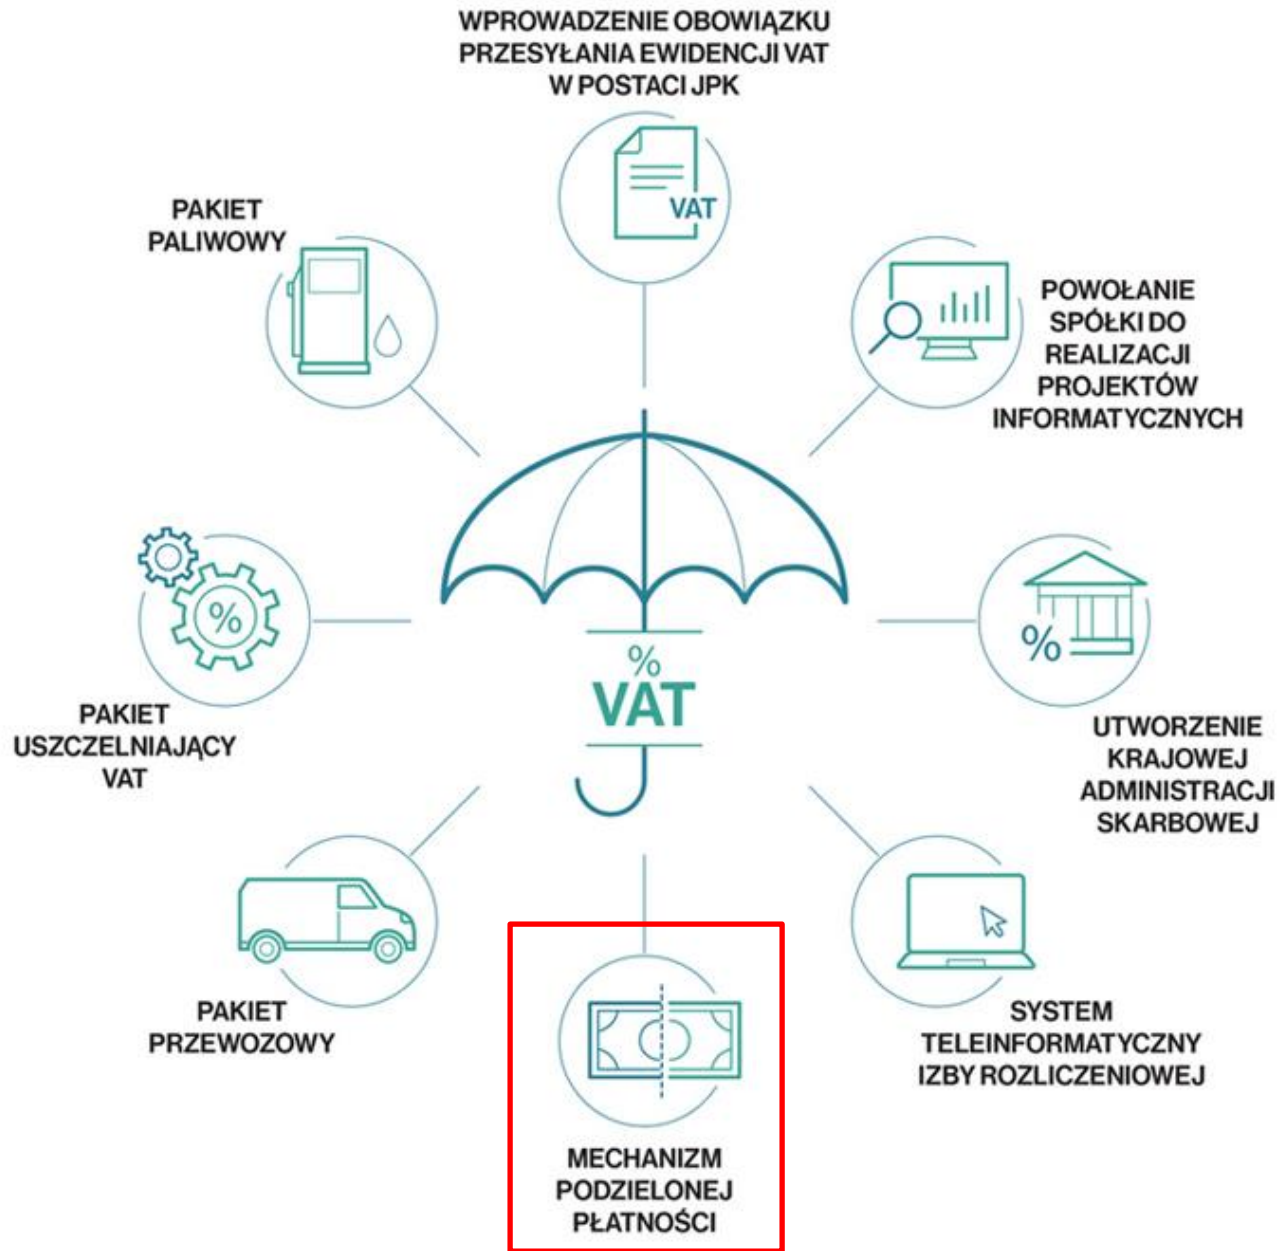 WPROWADZENIE OBOWIĄZKU
PRZESYŁANIA EWIDENCJI VAT
W POSTACI JPK
VAT
PAKIET
PALIWOWY
POWOŁANIE
SPÓŁKI DO
REALIZACJI
PROJEKTÓW
INFORMATYCZNYCH
%
PAKIET
USZCZELNIAJĄCY
VAT
%
VAT
%
UTWORZENIE
KRAJOWEJ
ADMINISTRACJI
SKARBOWEJ
PAKIET
PRZEWOZOWY
SYSTEM
TELEINFORMATYCZNY
IZBY ROZLICZENIOWEJ
MECHANIZM
PODZIELONEJ
PŁATNOŚCI